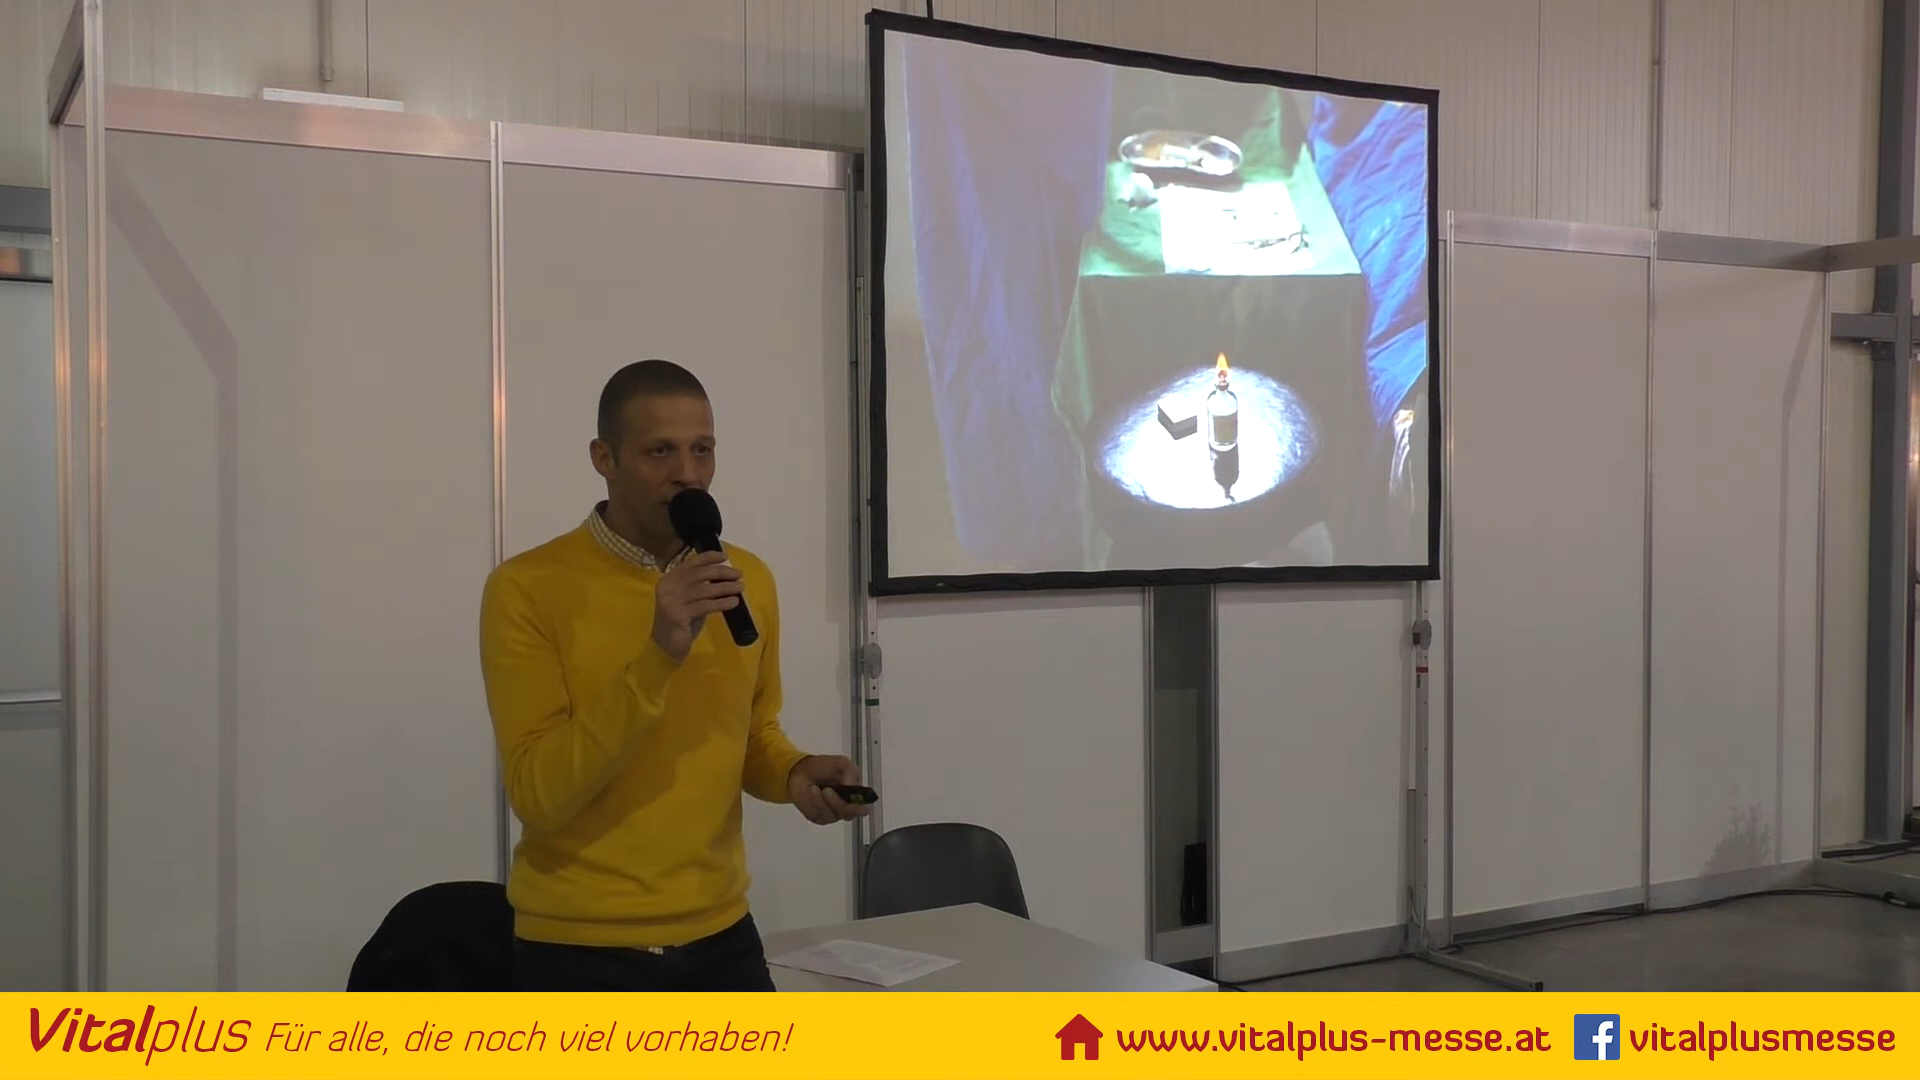 Vitalplus Für alle, die noch viel vorhaben!
www.vitalplus-messe.at
vitalplusmesse